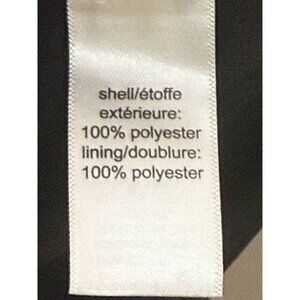 shell/étoffe
extérieure:
100% polyester
lining/doublure:
100% polyester